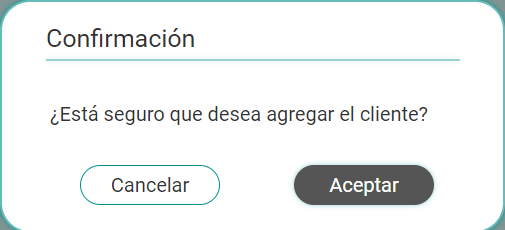 Confirmación
¿Está seguro que desea agregar el cliente?
Cancelar
Aceptar